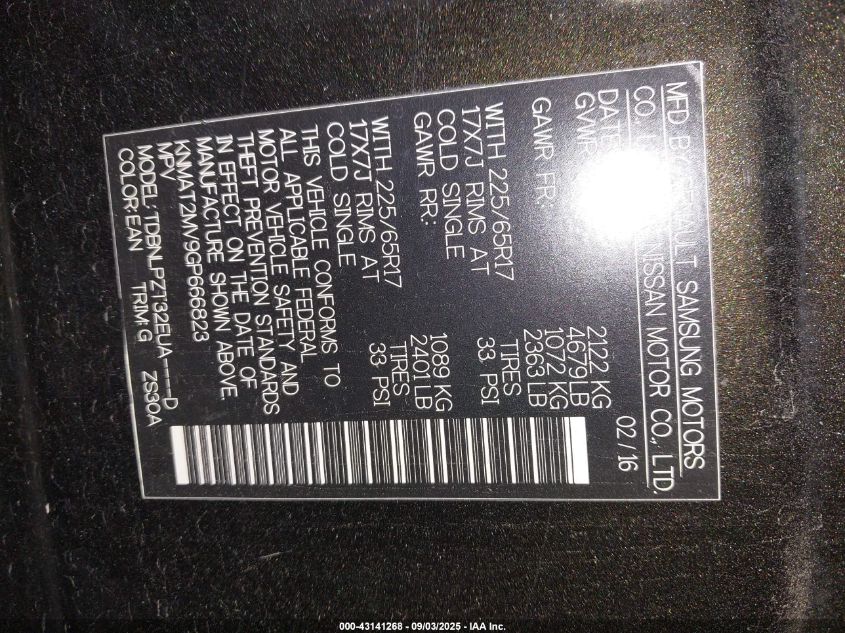 MFD BY RENAULT SAMSUNG MOTORS
CO NISSAN MOTOR CO., LTD.
DATE 02/16
GVWR 2122 KG
4679 LB
GAWR FR: 1072 KG
2363 LB
WITH 225/65R17 TIRES
17X7J RIMS AT 33 PSI
COLD SINGLE
GAWR RR: 1089 KG
2401 LB
WITH 225/65R17 TIRES
17X7J RIMS AT 33 PSI
COLD SINGLE
THIS VEHICLE CONFORMS TO
ALL APPLICABLE FEDERAL
MOTOR VEHICLE SAFETY AND
THEFT PREVENTION STANDARDS
IN EFFECT ON THE DATE OF
MANUFACTURE SHOWN ABOVE
KNMAT2MV9GP666823
MPV
MODEL TDBNLPZT32EUA----D
COLOR;EAN TRIM:G ZS30A
000-43141268 - 09/03/2025 - IAA Inc.